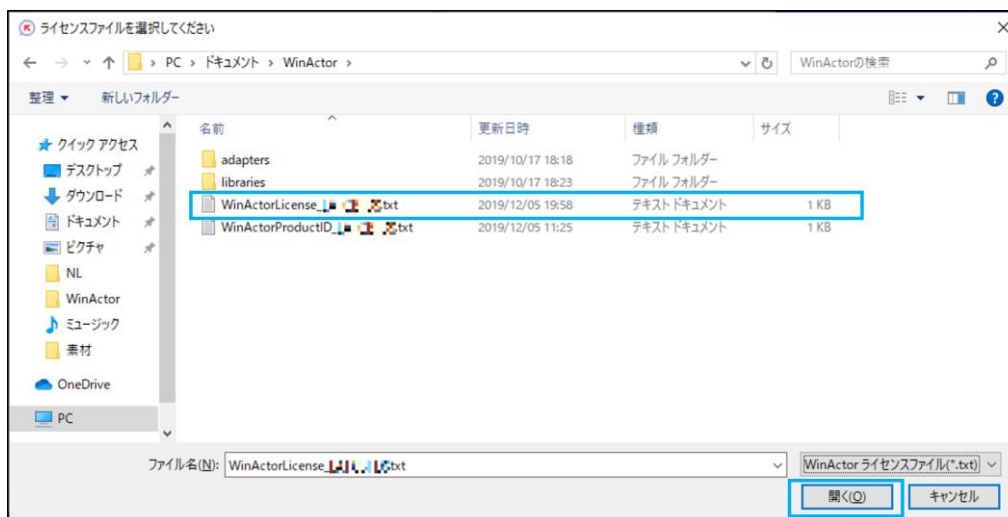 ライセンスファイルを選択してください
PC > ドキュメント > WinActor >
WinActorの検索
整理
新しいフォルダー
名前
更新日時
種類
サイズ
クイック アクセス
デスクトップ
ダウンロード
ドキュメント
ピクチャ
NL
WinActor
ミュージック
素材
OneDrive
PC
adapters 2019/10/17 18:18 ファイル フォルダー
libraries 2019/10/17 18:23 ファイル フォルダー
WinActorLicense_ txt 2019/12/05 19:58 テキスト ドキュメント 1 KB
WinActorProductID_ txt 2019/12/05 11:25 テキスト ドキュメント 1 KB
ファイル名(N): WinActorLicense_ txt
WinActor ライセンスファイル(*.txt)
開く(O)
キャンセル